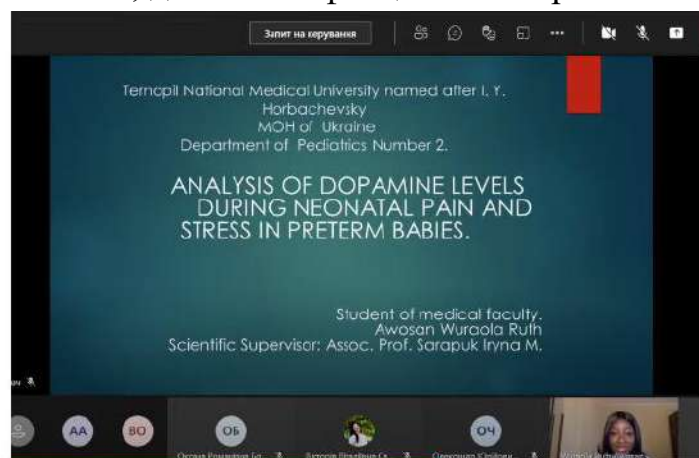 Запит на керування
Ternopil National Medical University named after I. Y.
Horbachevsky
MOH of Ukraine
Department of Pediatrics Number 2.
ANALYSIS OF DOPAMINE LEVELS
DURING NEONATAL PAIN AND
STRESS IN PRETERM BABIES.
Student of medical faculty.
Awosan Wuraola Ruth
Scientific Supervisor: Assoc. Prof. Sarapuk Iryna M.
АА
ВО
ОБ
ОЧ